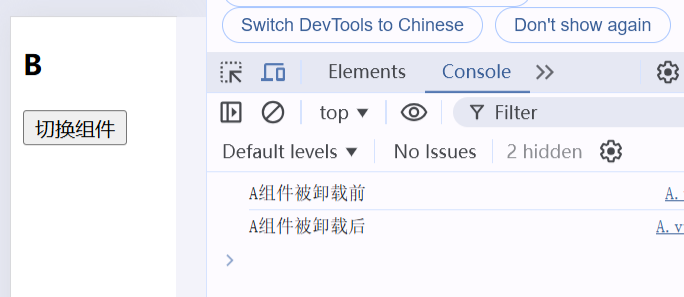 B
切换组件
Switch DevTools to Chinese
Don't show again
Elements
Console
top
Filter
Default levels
No Issues
2 hidden
A组件被卸载前
A.
A组件被卸载后
A.v